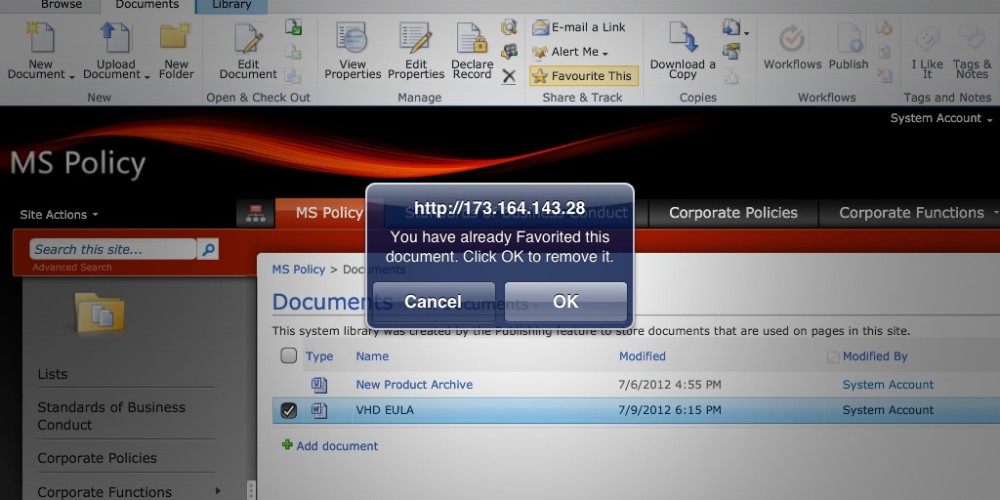 Browse Documents Library
New Document
Upload Document
New Folder
Edit Document
View Properties
Edit Properties
Declare Record
E-mail a Link
Alert Me
Favourite This
Download a Copy
Workflows
Publish
I Like It
Tags & Notes
New
Open & Check Out
Manage
Share & Track
Copies
Workflows
Tags and Notes
System Account
MS Policy
Site Actions
MS Policy
Standards of Business Conduct
Corporate Policies
Corporate Functions
http://173.164.143.28
You have already Favorited this
document. Click OK to remove it.
Cancel
OK
Search this site...
Advanced Search
MS Policy > Documents
Documents
Documents
This system library was created by the Publishing feature to store documents that are used on pages in this site.
Type Name Modified Modified By
New Product Archive 7/6/2012 4:55 PM System Account
VHD EULA 7/9/2012 6:15 PM System Account
Add document
Lists
Standards of Business
Conduct
Corporate Policies
Corporate Functions